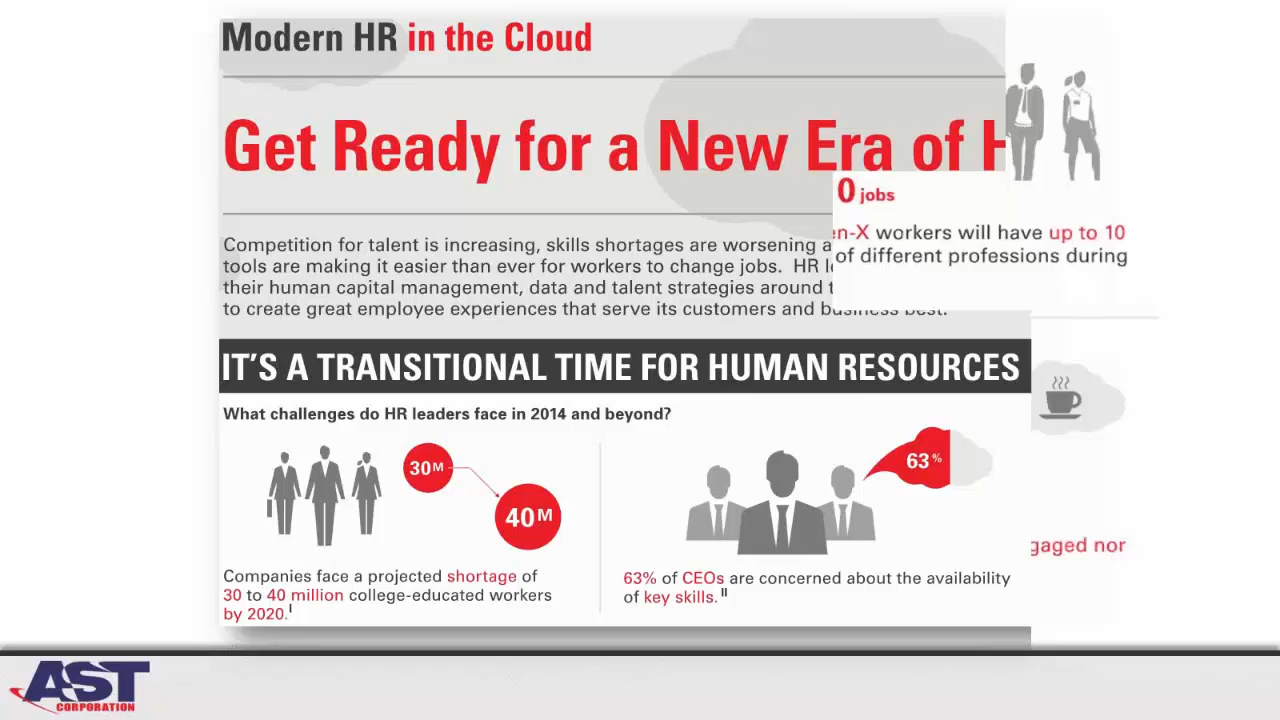 Modern HR in the Cloud
Get Ready for a New Era of
0 jobs
workers will have up to 10
of different professions during
Competition for talent is increasing, skills shortages are worsening
tools are making it easier than ever for workers to change jobs. HR
their human capital management, data and talent strategies around
to create great employee experiences that serve its customers and business best.
IT'S A TRANSITIONAL TIME FOR HUMAN RESOURCES
What challenges do HR leaders face in 2014 and beyond?
30M
40M
63%
Companies face a projected shortage of
30 to 40 million college-educated workers
by 2020.I
63% of CEOs are concerned about the availability
of key skills.II
nor
AST
CORPORATION